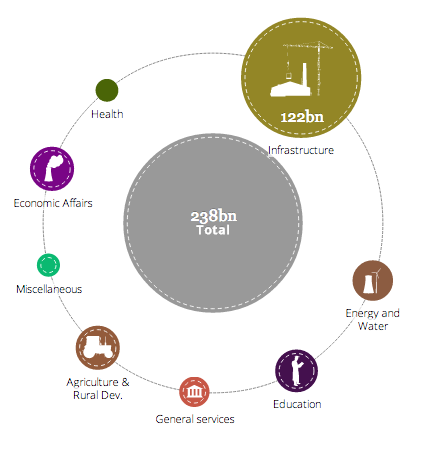 122bn
Infrastructure
Health
Economic Affairs
238bn
Total
Miscellaneous
Energy and
Water
Agriculture &
Rural Dev.
Education
General services